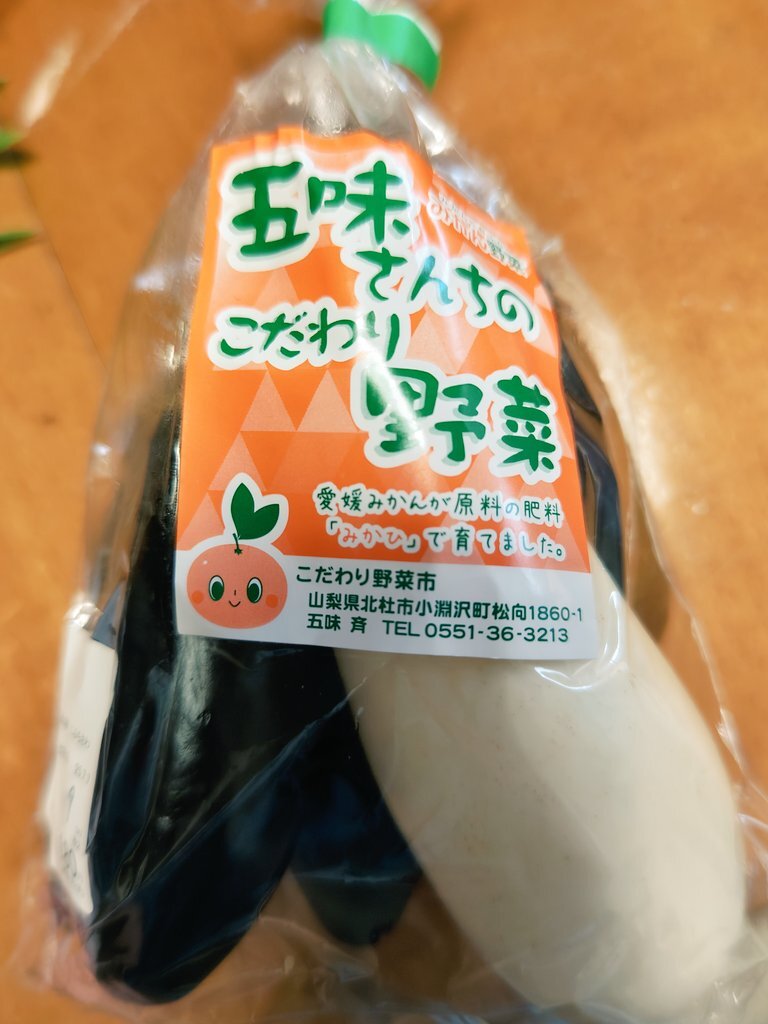 五味
さんちの
こだわり
野菜
愛媛みかんが原料の肥料
「みかひ」で育てました。
こだわり野菜市
山梨県北杜市小淵沢町松向1860-1
五味 斉 TEL 0551-36-3213